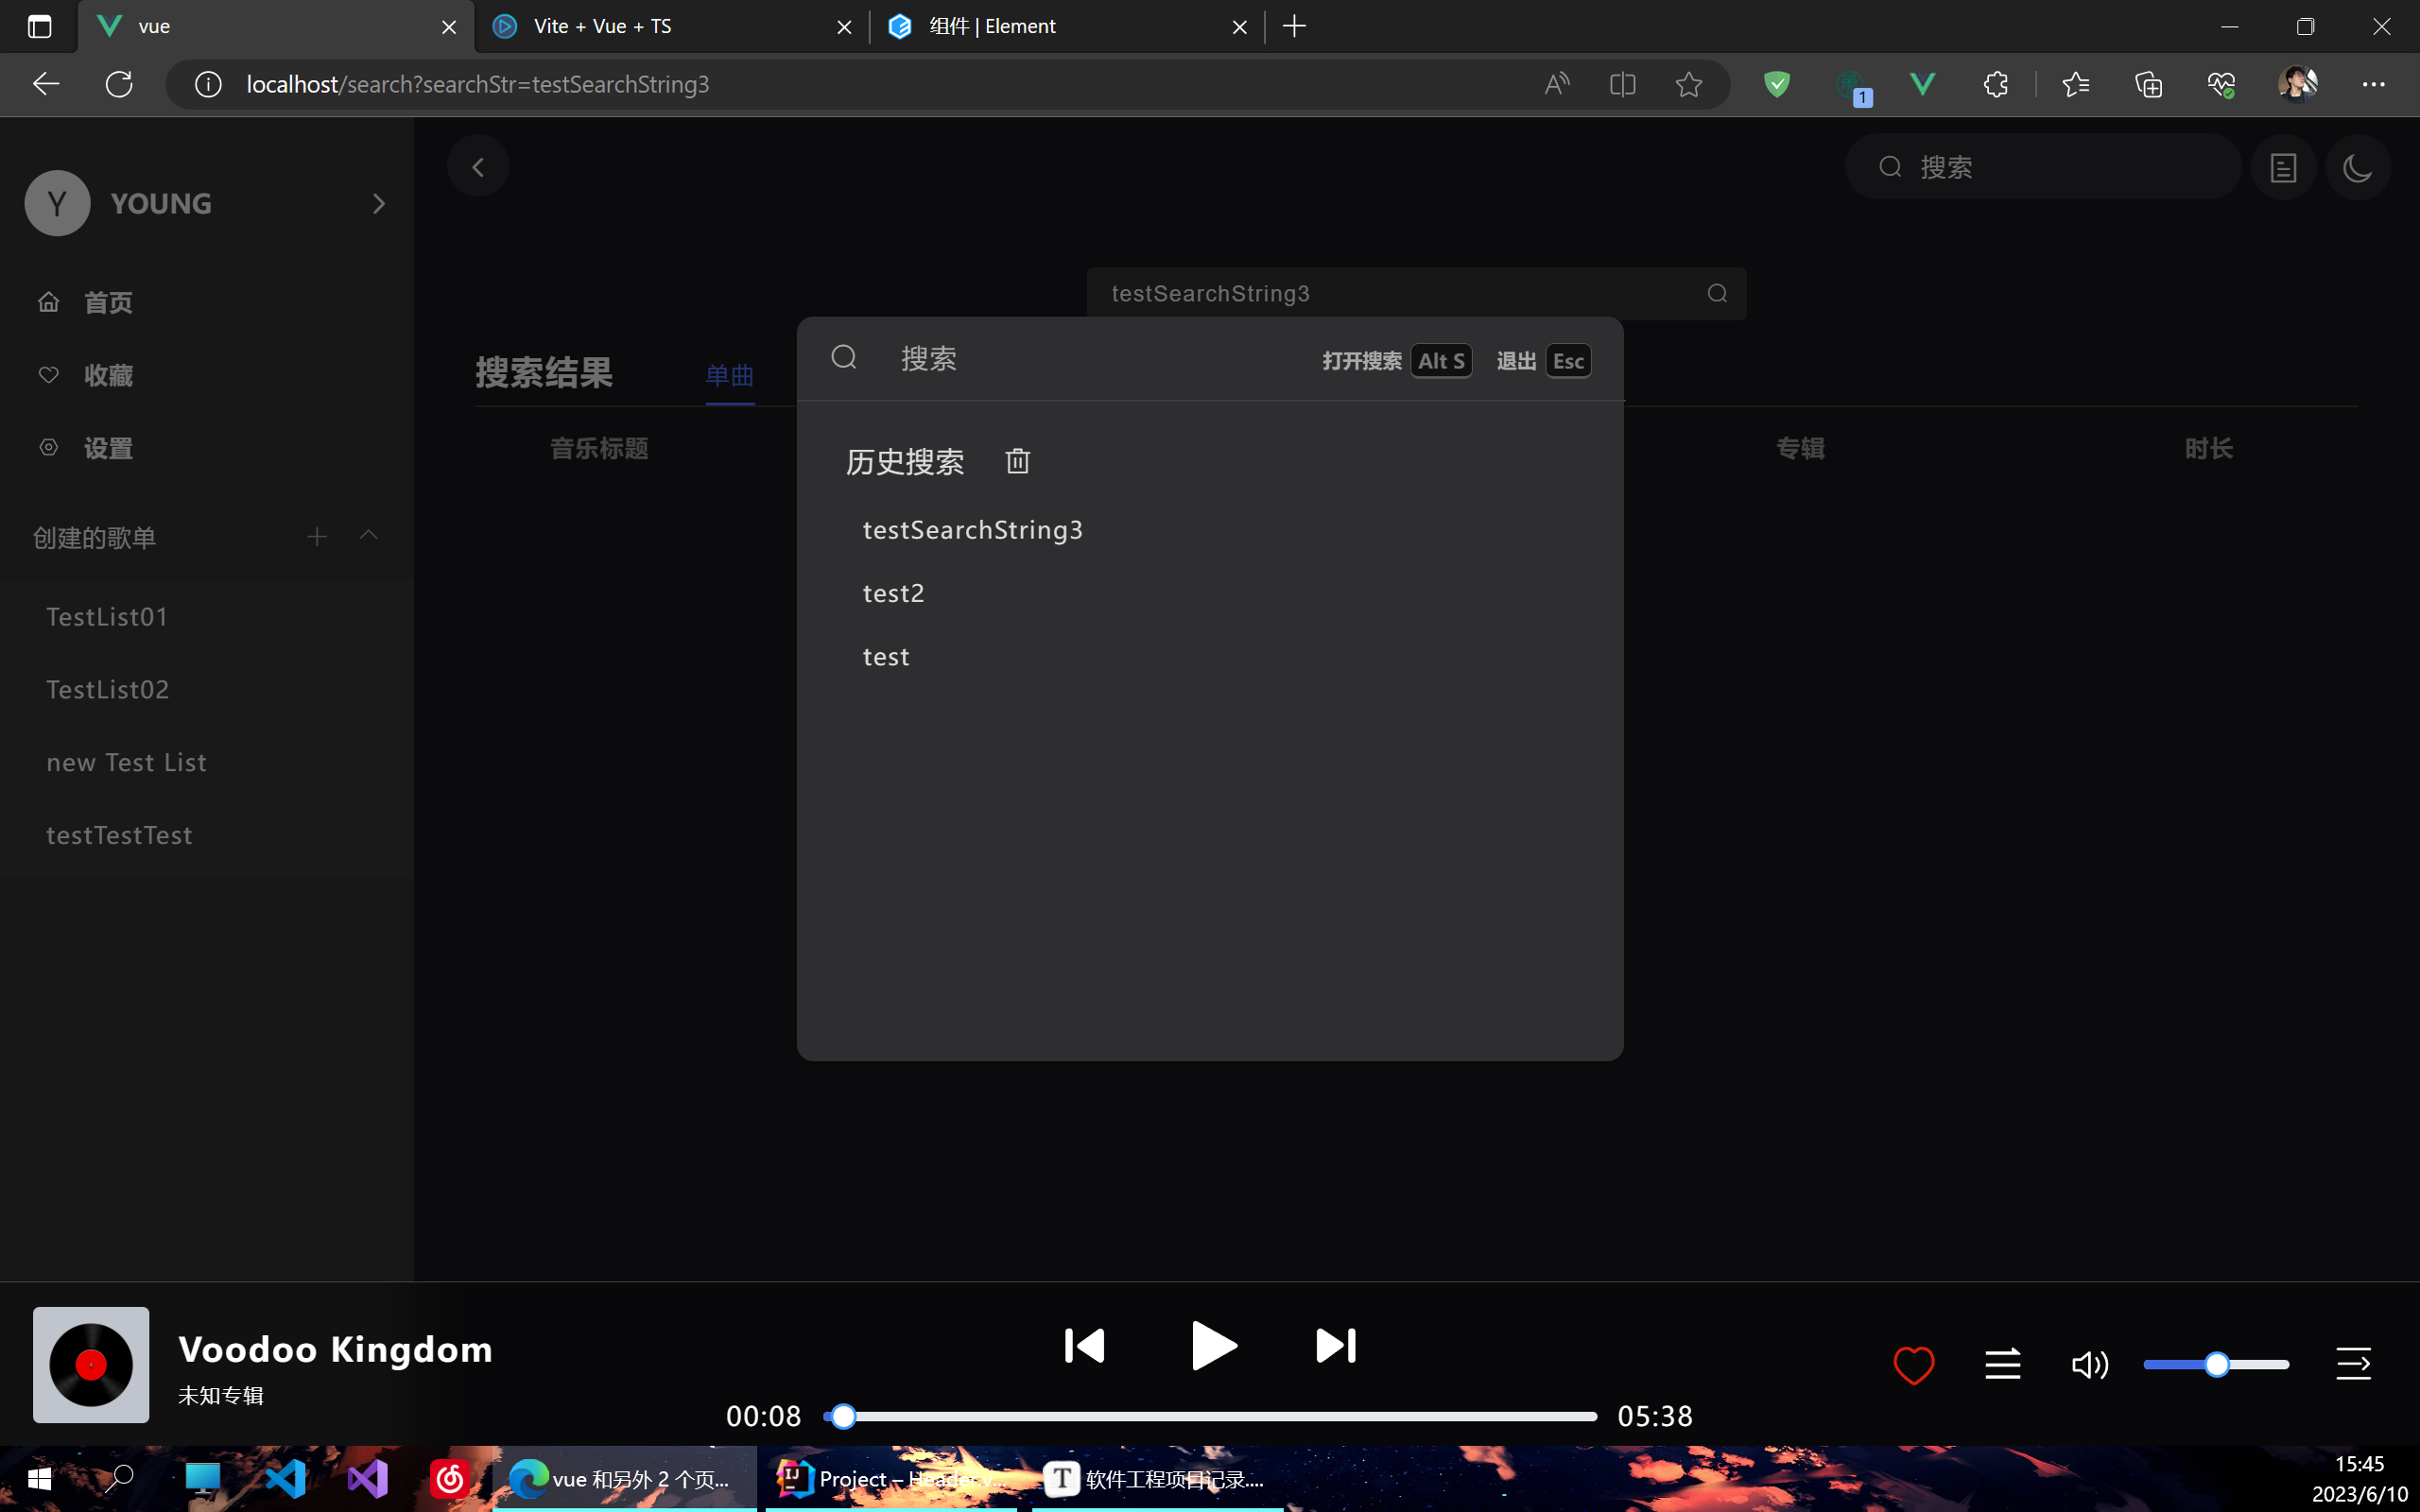 vue
Vite + Vue + TS
组件 | Element
localhost/search?searchStr=testSearchString3
1
Y
YOUNG
搜索
首页
收藏
设置
创建的歌单
TestList01
TestList02
new Test List
testTestTest
testSearchString3
搜索结果
单曲
音乐标题
专辑
时长
搜索
打开搜索 Alt S 退出 Esc
历史搜索
testSearchString3
test2
test
Voodoo Kingdom
未知专辑
00:08
05:38
vue 和另外 2 个页...
Project – Header.v...
软件工程项目记录....
15:45
2023/6/10